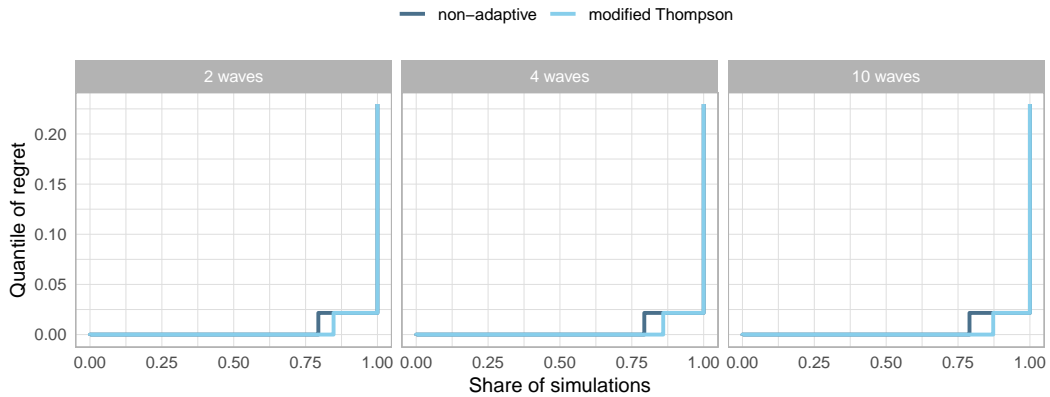 non−adaptive modified Thompson
2 waves 4 waves 10 waves
Quantile of regret
0.20
0.15
0.10
0.05
0.00
0.00 0.25 0.50 0.75 1.00 0.00 0.25 0.50 0.75 1.00 0.00 0.25 0.50 0.75 1.00
Share of simulations